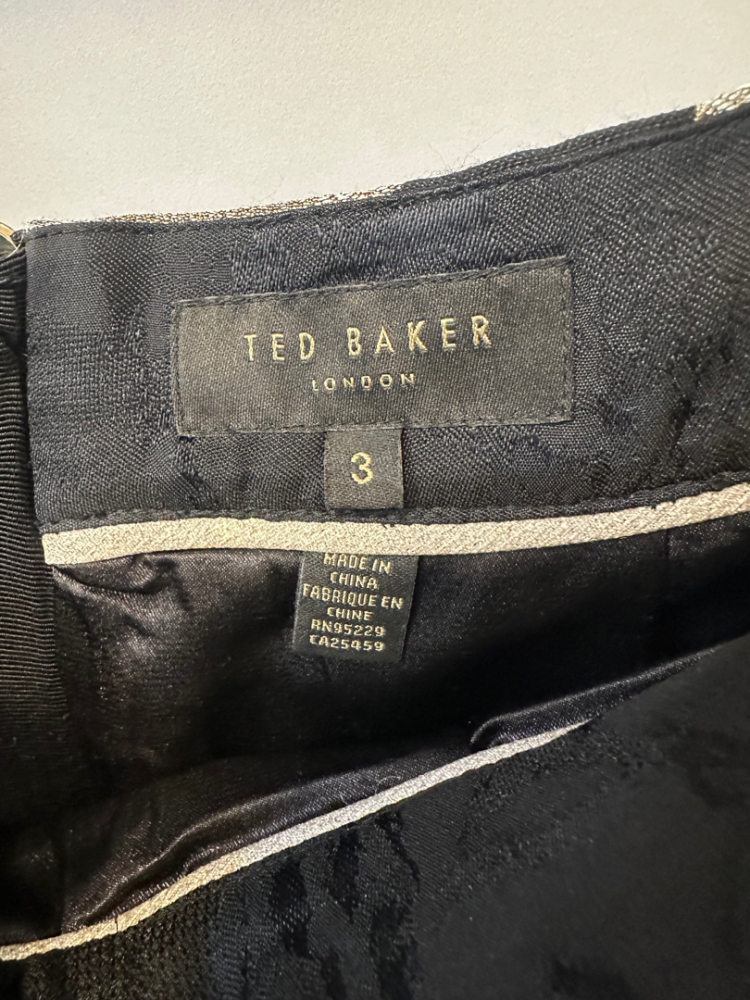 TED BAKER
LONDON
3
MADE IN
CHINA
FABRIQUE EN
CHINE
RN95229
CA25459